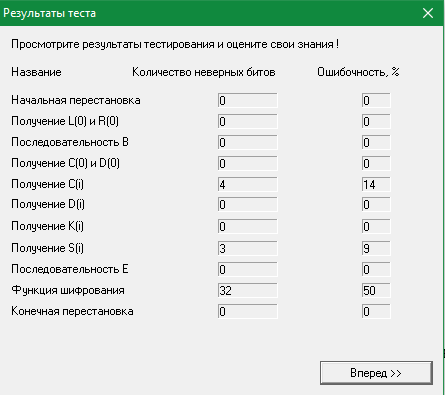 Результаты теста
Просмотрите результаты тестирования и оцените свои знания !
Название Количество неверных битов Ошибочность, %
Начальная перестановка 0 0
Получение L(0) и R(0) 0 0
Последовательность B 0 0
Получение C(0) и D(0) 0 0
Получение C(i) 4 14
Получение D(i) 0 0
Получение K(i) 0 0
Получение S(i) 3 9
Последовательность E 0 0
Функция шифрования 32 50
Конечная перестановка 0 0
Вперед >>